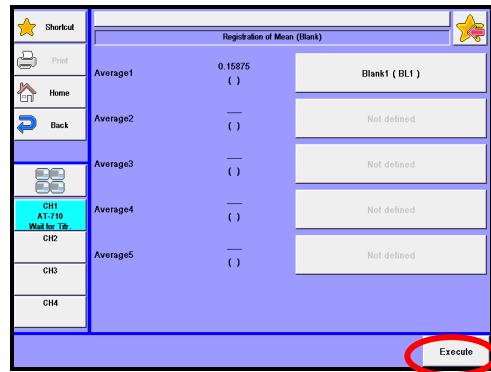 Shortcut
Registration of Mean (Blank)
Print
Home
Back
Average1 0.15875 Blank1 ( BL1 )
( )
Average2 Not defined
( )
Average3 Not defined
( )
Average4 Not defined
( )
Average5 Not defined
( )
CH1
AT-710
Wait for Titr.
CH2
CH3
CH4
Execute